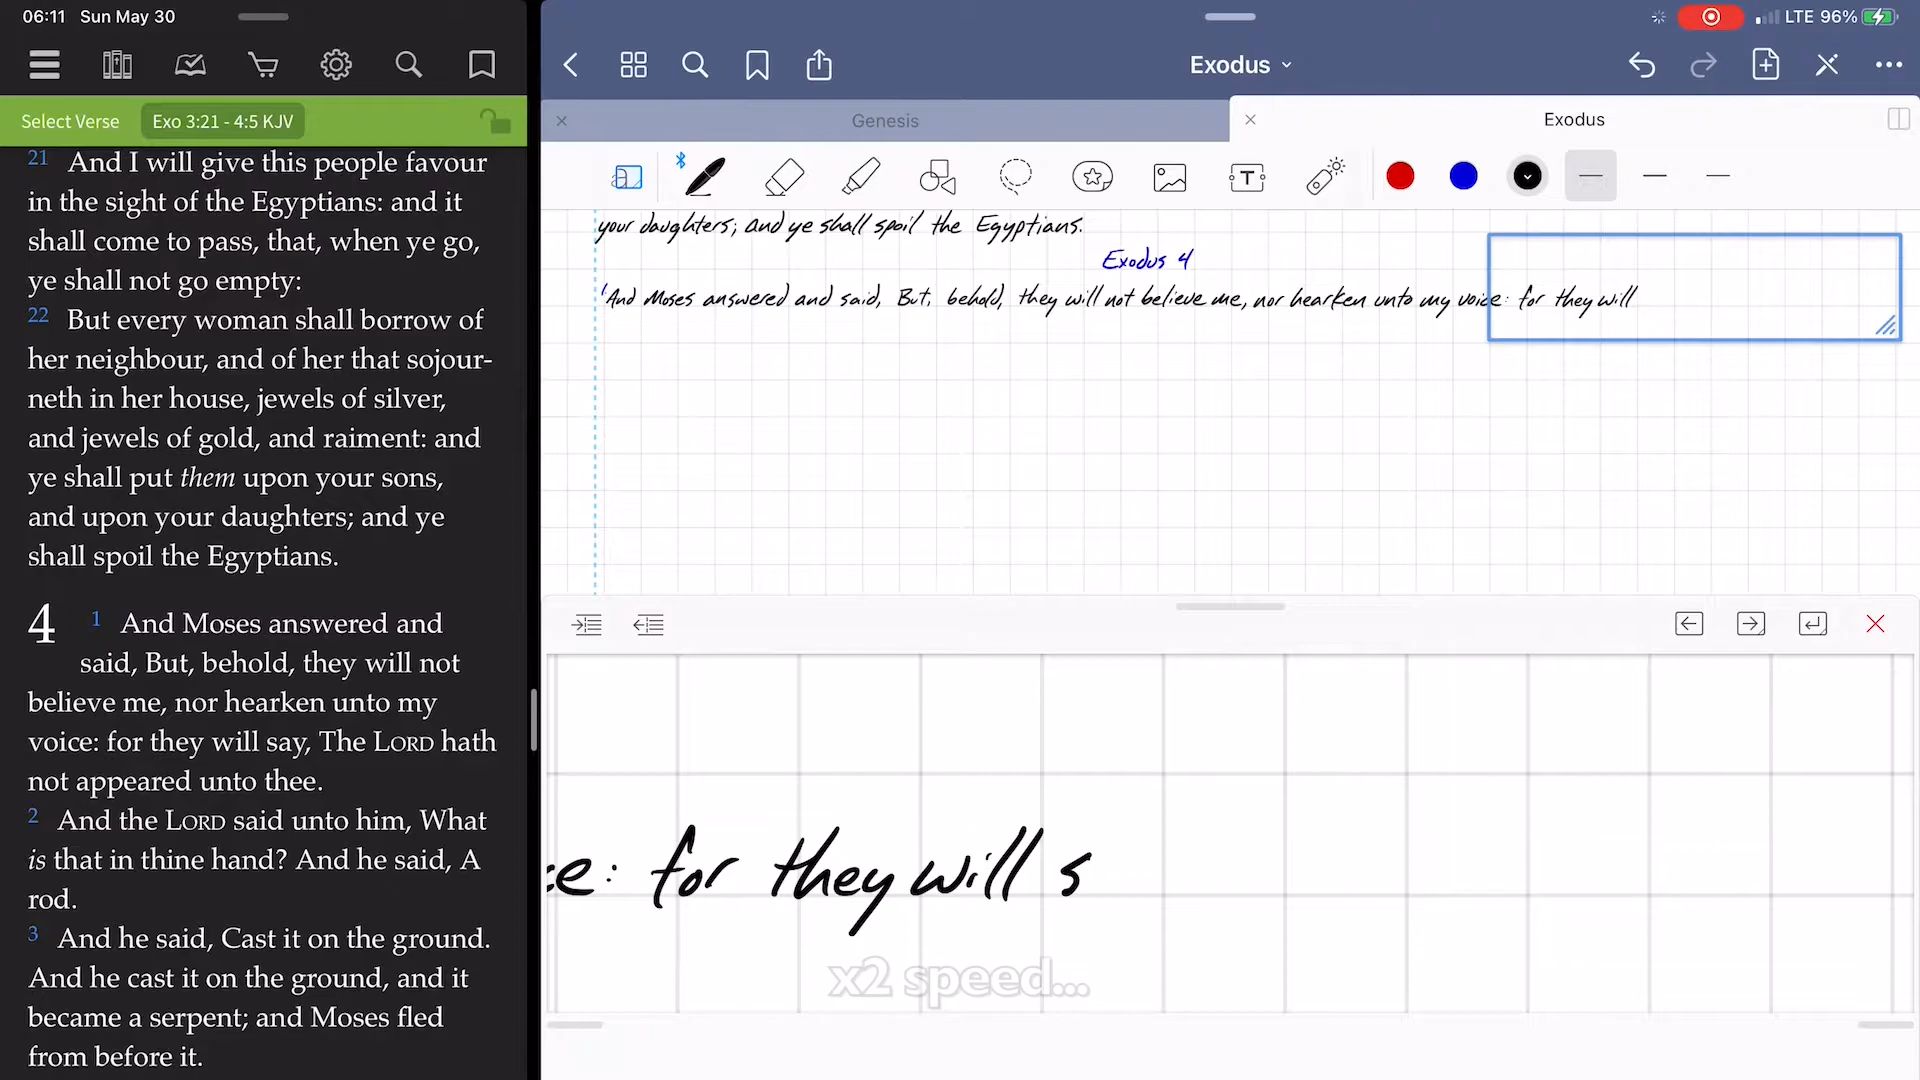 06:11 Sun May 30
LTE 96%
Exodus
Select Verse
Exo 3:21 - 4:5 KJV
Genesis
Exodus
T
21 And I will give this people favour
in the sight of the Egyptians: and it
shall come to pass, that, when ye go,
ye shall not go empty:
22 But every woman shall borrow of
her neighbour, and of her that sojour-
neth in her house, jewels of silver,
and jewels of gold, and raiment: and
ye shall put them upon your sons,
and upon your daughters; and ye
shall spoil the Egyptians.
4 1 And Moses answered and
said, But, behold, they will not
believe me, nor hearken unto my
voice: for they will say, The LORD hath
not appeared unto thee.
2 And the LORD said unto him, What
is that in thine hand? And he said, A
rod.
3 And he said, Cast it on the ground.
And he cast it on the ground, and it
became a serpent; and Moses fled
from before it.
your daughters; and ye shall spoil the Egyptians.
Exodus 4
1 And Moses answered and said, But, behold, they will not believe me, nor hearken unto my voice: for they will
ce: for they will s
x2 speed...